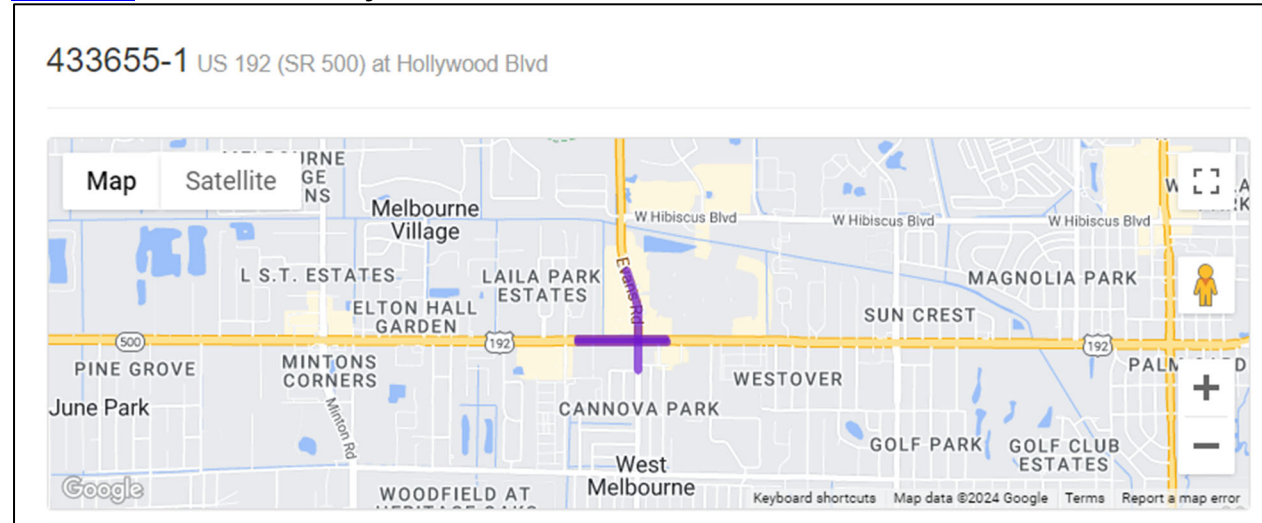 433655-1 US 192 (SR 500) at Hollywood Blvd
Map
Satellite
Melbourne
Village
W Hibiscus Blvd
W Hibiscus Blvd
W Hibiscus Blvd
L S.T. ESTATES
LAILA PARK
ESTATES
Evans Rd
MAGNOLIA PARK
ELTON HALL
GARDEN
SUN CREST
500
192
192
PINE GROVE
MINTONS
CORNERS
WESTOVER
June Park
Minton Rd
CANNOVA PARK
GOLF PARK
GOLF CLUB
ESTATES
West
Melbourne
Google
WOODFIELD AT
Keyboard shortcuts
Map data ©2024 Google
Terms
Report a map error